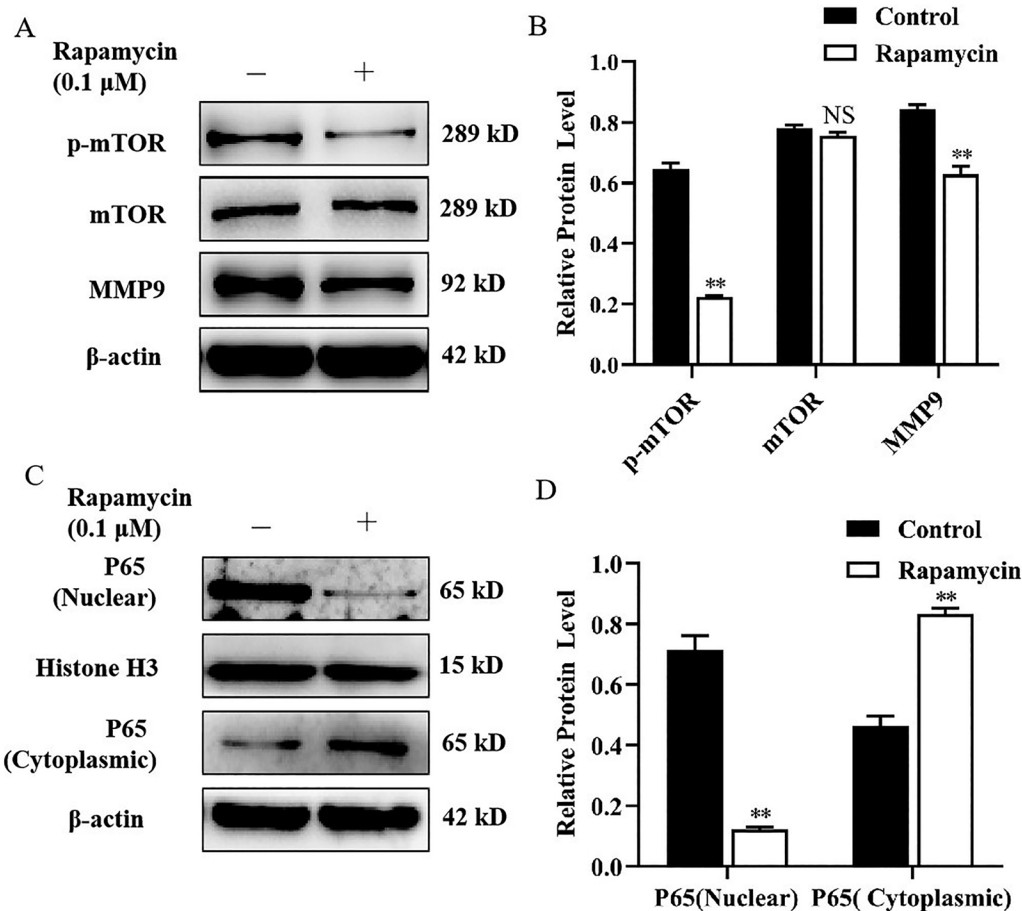 A
Rapamycin
(0.1 μM)
− +
p-mTOR 289 kD
mTOR 289 kD
MMP9 92 kD
β-actin 42 kD
B
Control
Rapamycin
Relative Protein Level
1.0
0.8
0.6
0.4
0.2
0.0
**
NS
**
p-mTOR
mTOR
MMP9
C
Rapamycin
(0.1 μM)
− +
P65
(Nuclear)
65 kD
Histone H3 15 kD
P65
(Cytoplasmic)
65 kD
β-actin 42 kD
D
Control
Rapamycin
Relative Protein Level
1.0
0.8
0.6
0.4
0.2
0.0
**
**
P65(Nuclear) P65( Cytoplasmic)